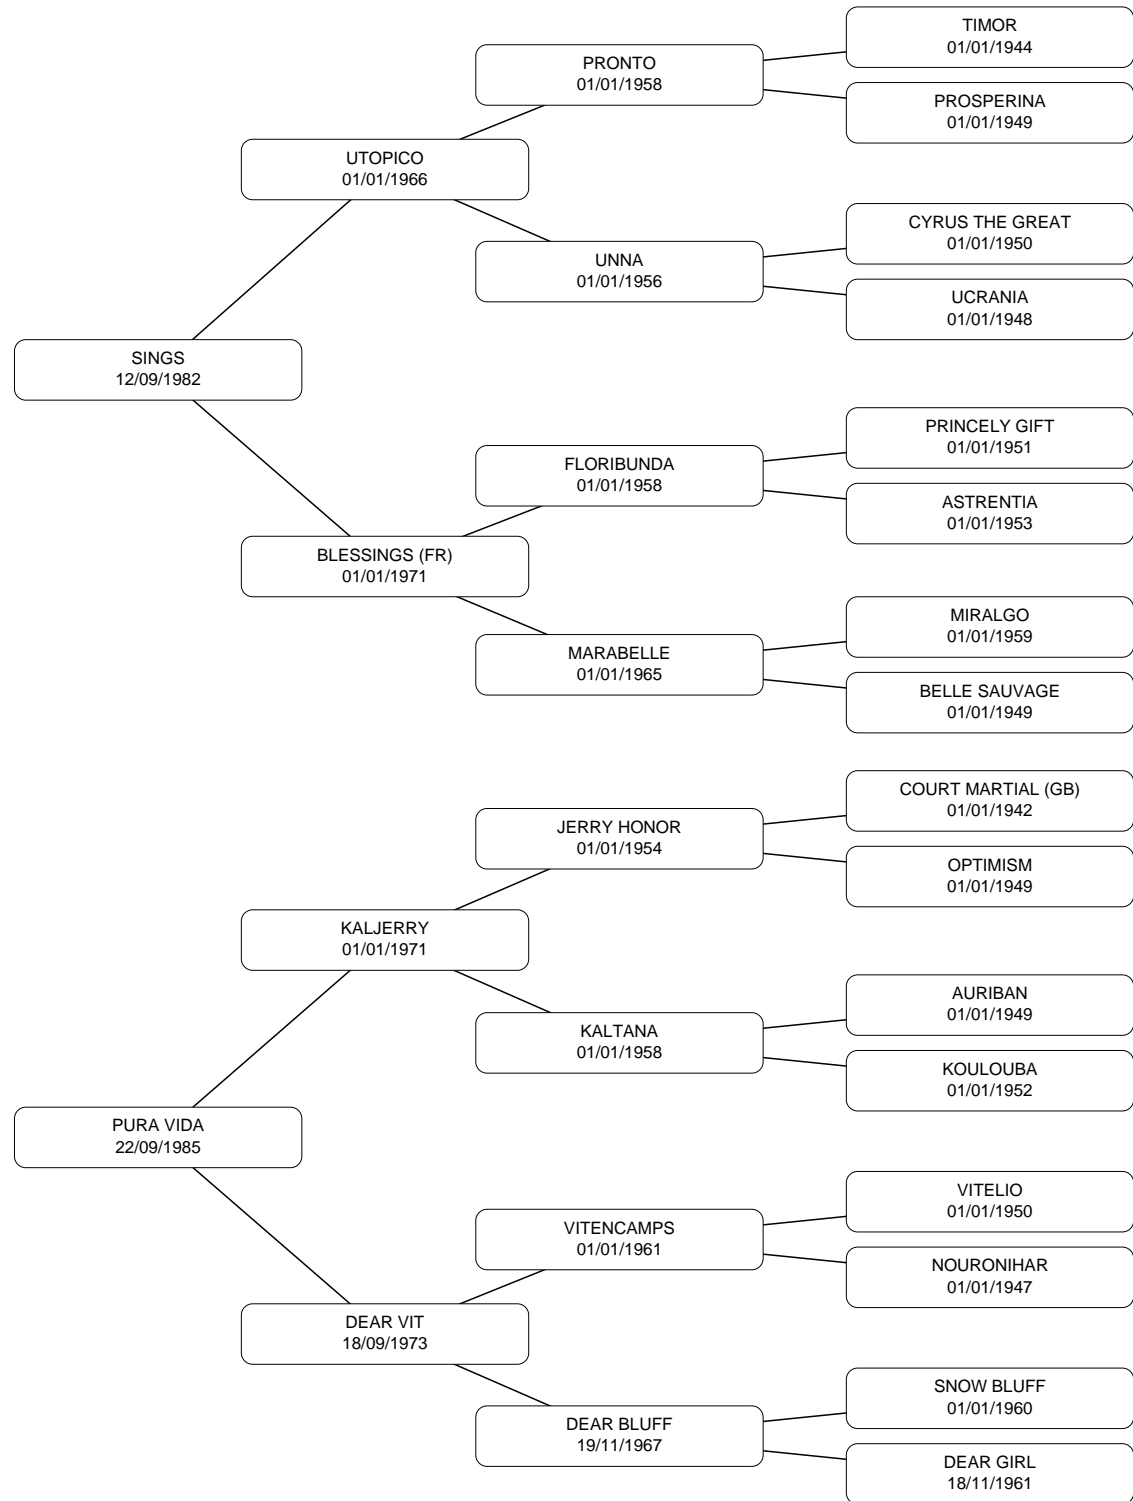 TIMOR
01/01/1944
PRONTO
01/01/1958
PROSPERINA
01/01/1949
UTOPICO
01/01/1966
CYRUS THE GREAT
01/01/1950
UNNA
01/01/1956
UCRANIA
01/01/1948
SINGS
12/09/1982
PRINCELY GIFT
01/01/1951
FLORIBUNDA
01/01/1958
ASTRENTIA
01/01/1953
BLESSINGS (FR)
01/01/1971
MIRALGO
01/01/1959
MARABELLE
01/01/1965
BELLE SAUVAGE
01/01/1949
COURT MARTIAL (GB)
01/01/1942
JERRY HONOR
01/01/1954
OPTIMISM
01/01/1949
KALJERRY
01/01/1971
AURIBAN
01/01/1949
KALTANA
01/01/1958
KOULOUBA
01/01/1952
PURA VIDA
22/09/1985
VITELIO
01/01/1950
VITENCAMPS
01/01/1961
NOURONIHAR
01/01/1947
DEAR VIT
18/09/1973
SNOW BLUFF
01/01/1960
DEAR BLUFF
19/11/1967
DEAR GIRL
18/11/1961